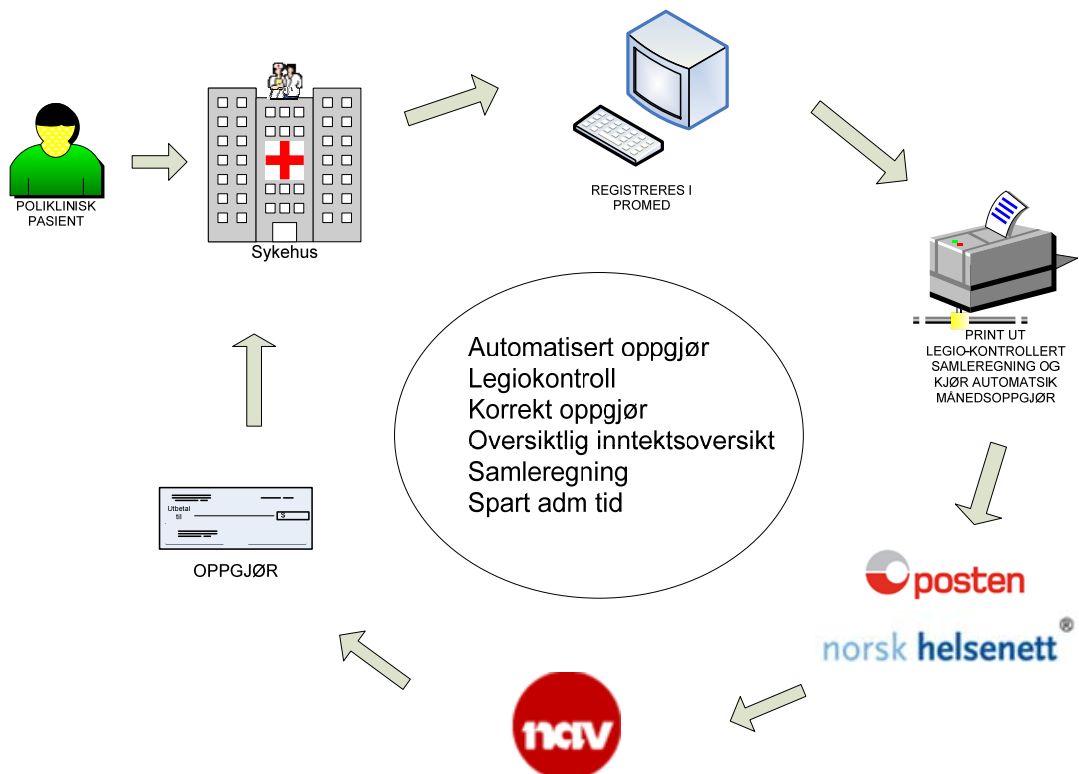 POLIKLINISK
PASIENT
Sykehus
REGISTRERES I
PROMED
PRINT UT
LEGIO-KONTROLLERT
SAMLEREGNING OG
KJØR AUTOMATSIK
MÅNEDSOPPGJØR
posten
norsk helsenett®
nav
Utbetal
til
$
OPPGJØR
Automatisert oppgjør
Legiokontroll
Korrekt oppgjør
Oversiktlig inntektsoversikt
Samleregning
Spart adm tid